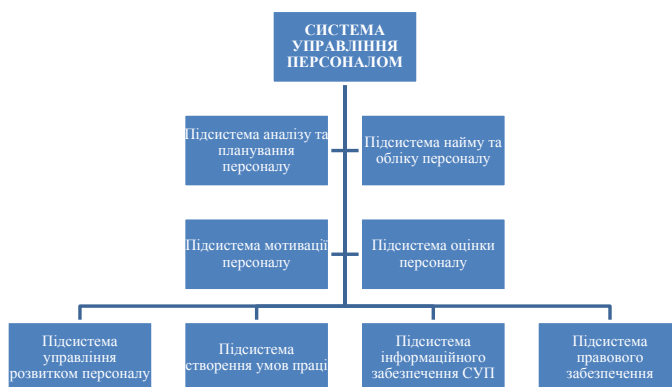 СИСТЕМА
УПРАВЛІННЯ
ПЕРСОНАЛОМ
Підсистема аналізу та
планування
персоналу
Підсистема найму та
обліку персоналу
Підсистема мотивації
персоналу
Підсистема оцінки
персоналу
Підсистема
управління
розвитком персоналу
Підсистема
створення умов праці
Підсистема
інформаційного
забезпечення СУП
Підсистема
правового
забезпечення